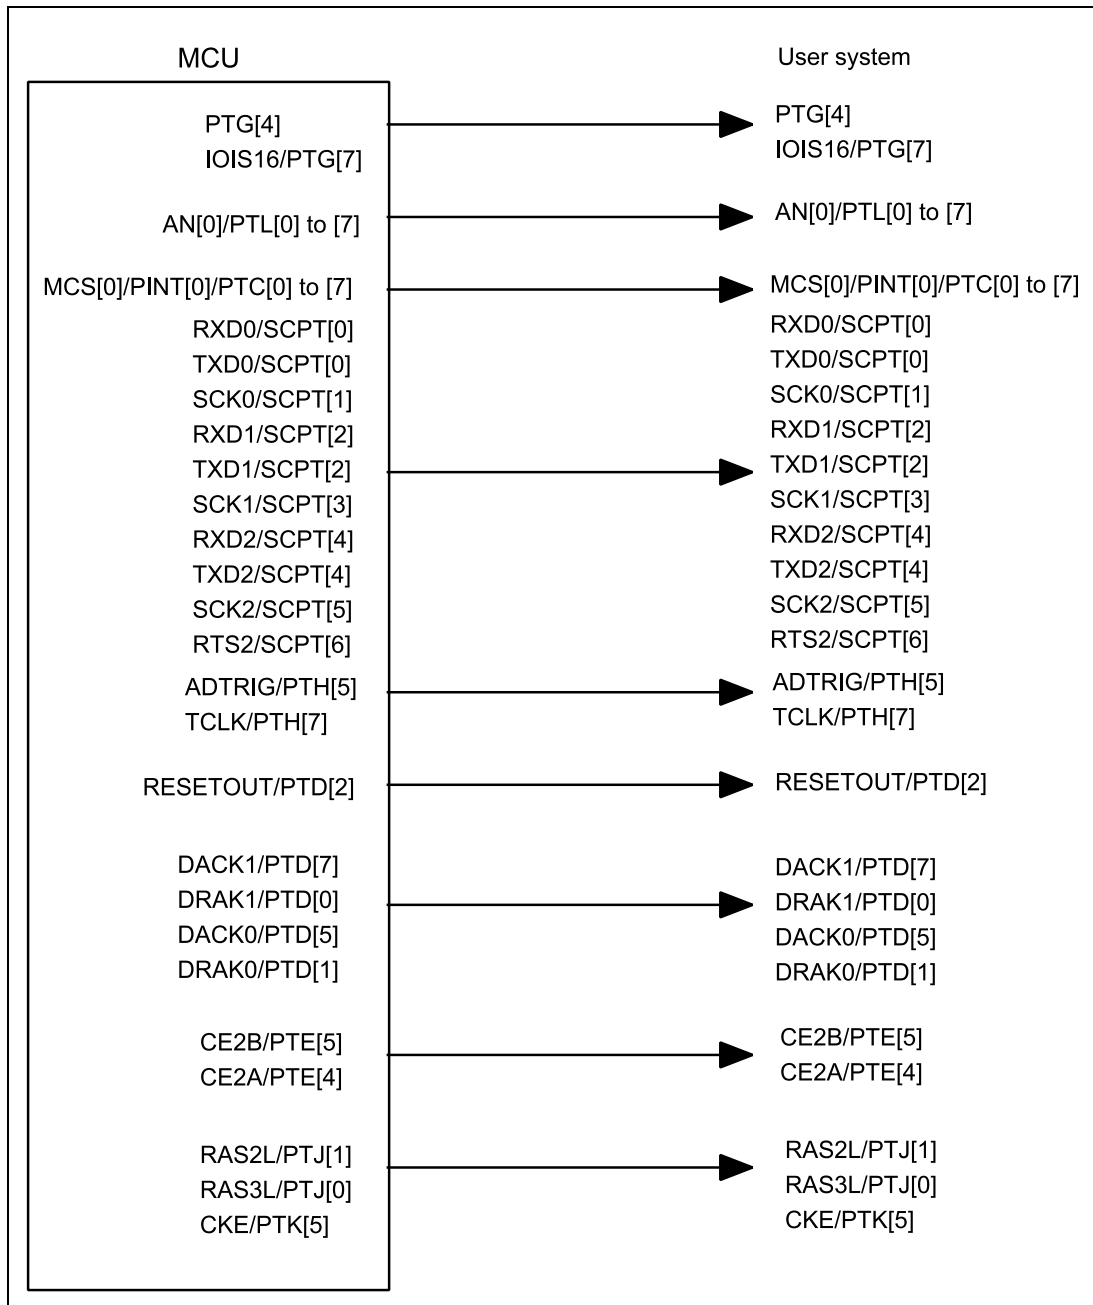 MCU
User system
PTG[4]
IOIS16/PTG[7]
AN[0]/PTL[0] to [7]
MCS[0]/PINT[0]/PTC[0] to [7]
RXD0/SCPT[0]
TXD0/SCPT[0]
SCK0/SCPT[1]
RXD1/SCPT[2]
TXD1/SCPT[2]
SCK1/SCPT[3]
RXD2/SCPT[4]
TXD2/SCPT[4]
SCK2/SCPT[5]
RTS2/SCPT[6]
ADTRIG/PTH[5]
TCLK/PTH[7]
RESETOUT/PTD[2]
DACK1/PTD[7]
DRAK1/PTD[0]
DACK0/PTD[5]
DRAK0/PTD[1]
CE2B/PTE[5]
CE2A/PTE[4]
RAS2L/PTJ[1]
RAS3L/PTJ[0]
CKE/PTK[5]
PTG[4]
IOIS16/PTG[7]
AN[0]/PTL[0] to [7]
MCS[0]/PINT[0]/PTC[0] to [7]
RXD0/SCPT[0]
TXD0/SCPT[0]
SCK0/SCPT[1]
RXD1/SCPT[2]
TXD1/SCPT[2]
SCK1/SCPT[3]
RXD2/SCPT[4]
TXD2/SCPT[4]
SCK2/SCPT[5]
RTS2/SCPT[6]
ADTRIG/PTH[5]
TCLK/PTH[7]
RESETOUT/PTD[2]
DACK1/PTD[7]
DRAK1/PTD[0]
DACK0/PTD[5]
DRAK0/PTD[1]
CE2B/PTE[5]
CE2A/PTE[4]
RAS2L/PTJ[1]
RAS3L/PTJ[0]
CKE/PTK[5]